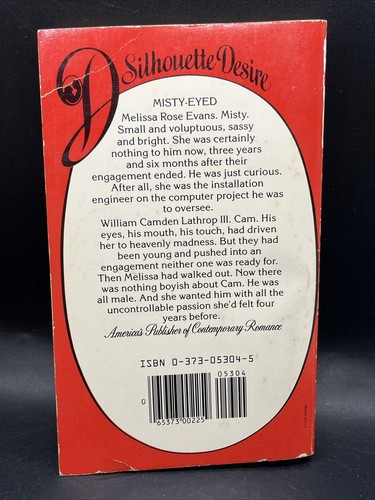 Silhouette Desire
MISTY-EYED
Melissa Rose Evans. Misty.
Small and voluptuous, sassy
and bright. She was certainly
nothing to him now, three years
and six months after their
engagement ended. He was just curious.
After all, she was the installation
engineer on the computer project he was
to oversee.
William Camden Lathrop III. Cam. His
eyes, his mouth, his touch, had driven
her to heavenly madness. But they had
been young and pushed into an
engagement neither one was ready for.
Then Melissa had walked out. Now there
was nothing boyish about Cam. He was
all male. And she wanted him with all the
uncontrollable passion she'd felt four
years before.
America's Publisher of Contemporary Romance
ISBN 0-373-05304-5
05304
0
65373 00225